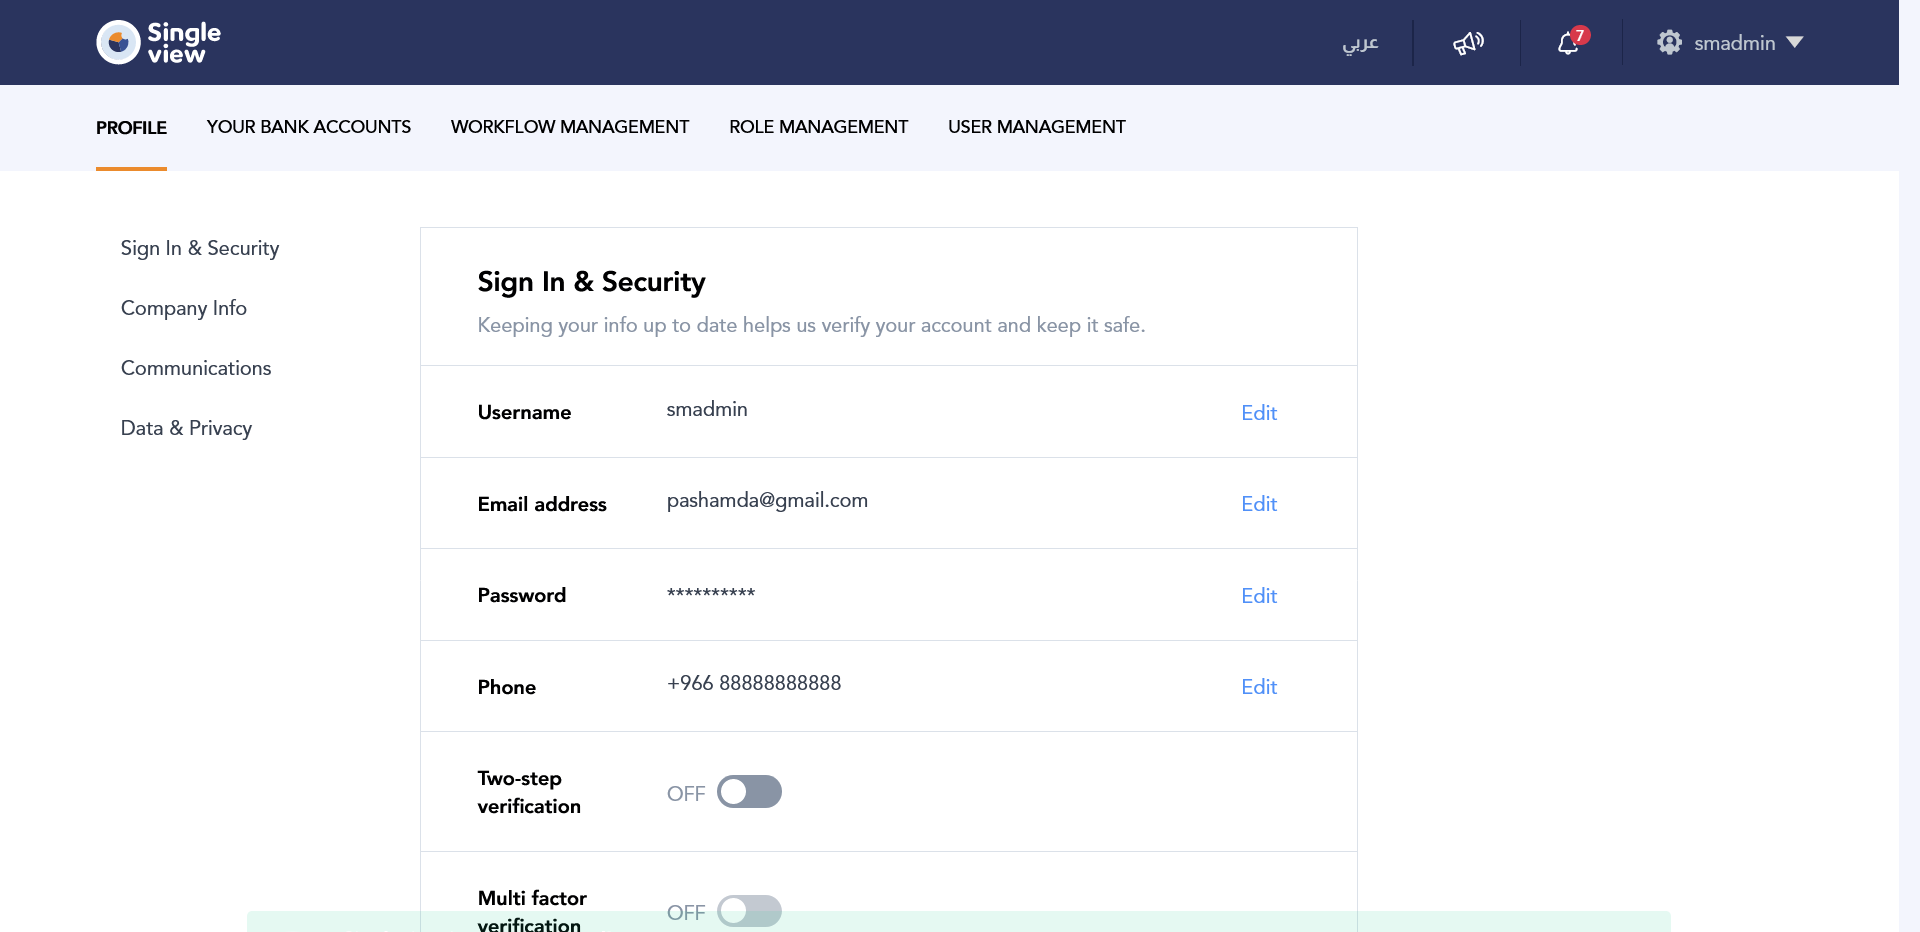 Single
view
عربي
7
smadmin
PROFILE
YOUR BANK ACCOUNTS
WORKFLOW MANAGEMENT
ROLE MANAGEMENT
USER MANAGEMENT
Sign In & Security
Company Info
Communications
Data & Privacy
Sign In & Security
Keeping your info up to date helps us verify your account and keep it safe.
Username smadmin Edit
Email address pashamda@gmail.com Edit
Password ********** Edit
Phone +966 88888888888 Edit
Two-step
verification
OFF
Multi factor
verification
OFF